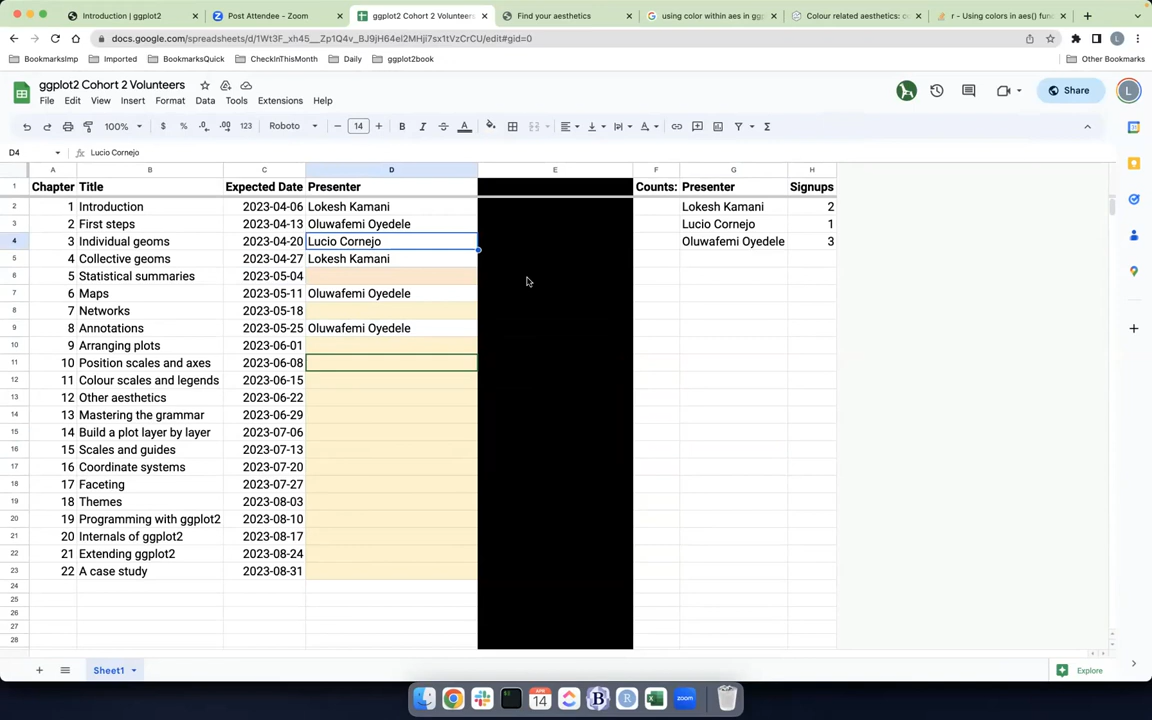 Introduction | ggplot2
Post Attendee - Zoom
ggplot2 Cohort 2 Volunteers
Find your aesthetics
using color within aes in gg
Colour related aesthetics: co
r - Using colors in aes() fun
docs.google.com/spreadsheets/d/1Wt3F_xh45__Zp1Q4v_BJ9jH64el2MHji7sx1tVzCrCU/edit#gid=0
BookmarksImp Imported BookmarksQuick CheckInThisMonth Daily ggplot2book Other Bookmarks
ggplot2 Cohort 2 Volunteers
File Edit View Insert Format Data Tools Extensions Help
Share
L
100% $ % .0 .00 123 Roboto 14 B I S A
D4 Lucio Cornejo
A B C D E F G H
1 Chapter Title Expected Date Presenter Counts: Presenter Signups
2 1 Introduction 2023-04-06 Lokesh Kamani Lokesh Kamani 2
3 2 First steps 2023-04-13 Oluwafemi Oyedele Lucio Cornejo 1
4 3 Individual geoms 2023-04-20 Lucio Cornejo Oluwafemi Oyedele 3
5 4 Collective geoms 2023-04-27 Lokesh Kamani
6 5 Statistical summaries 2023-05-04
7 6 Maps 2023-05-11 Oluwafemi Oyedele
8 7 Networks 2023-05-18
9 8 Annotations 2023-05-25 Oluwafemi Oyedele
10 9 Arranging plots 2023-06-01
11 10 Position scales and axes 2023-06-08
12 11 Colour scales and legends 2023-06-15
13 12 Other aesthetics 2023-06-22
14 13 Mastering the grammar 2023-06-29
15 14 Build a plot layer by layer 2023-07-06
16 15 Scales and guides 2023-07-13
17 16 Coordinate systems 2023-07-20
18 17 Faceting 2023-07-27
19 18 Themes 2023-08-03
20 19 Programming with ggplot2 2023-08-10
21 20 Internals of ggplot2 2023-08-17
22 21 Extending ggplot2 2023-08-24
23 22 A case study 2023-08-31
24
25
26
27
28
Sheet1
Explore
APR
14
zoom